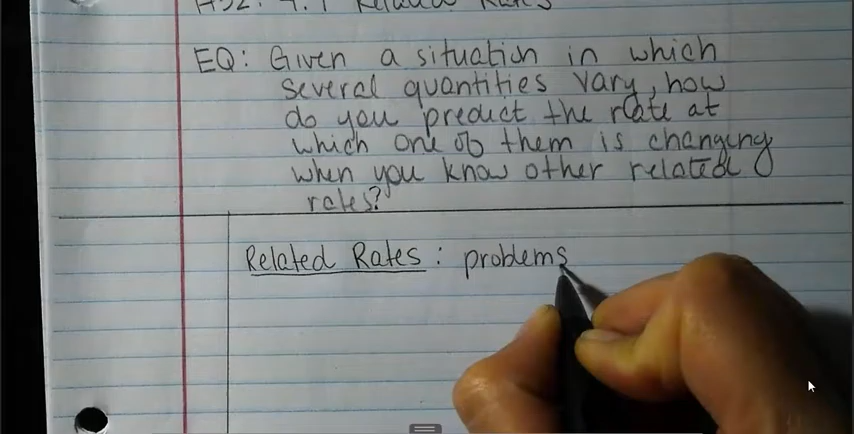 EQ: Given a situation in which
several quantities vary, how
do you predict the rate at
which one of them is changing
when you know other related
rates?
Related Rates: problems